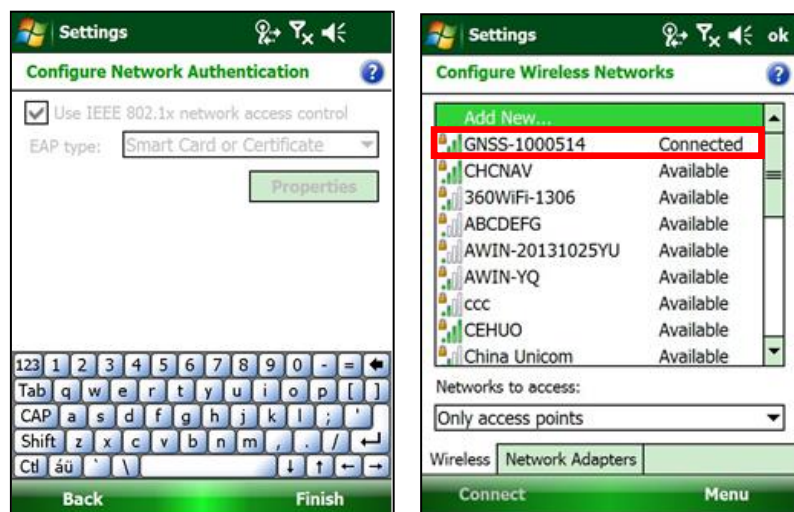 Settings
Configure Network Authentication ?
Use IEEE 802.1x network access control
EAP type: Smart Card or Certificate
Properties
123 1 2 3 4 5 6 7 8 9 0 - =
Tab q w e r t y u i o p [ ]
CAP a s d f g h j k l ; '
Shift z x c v b n m , . /
Ctl áü ` \
Back Finish
Settings ok
Configure Wireless Networks ?
Add New...
GNSS-1000514 Connected
CHCNAV Available
360WiFi-1306 Available
ABCDEFG Available
AWIN-20131025YU Available
AWIN-YQ Available
ccc Available
CEHUO Available
China Unicom Available
Networks to access:
Only access points
Wireless Network Adapters
Connect Menu